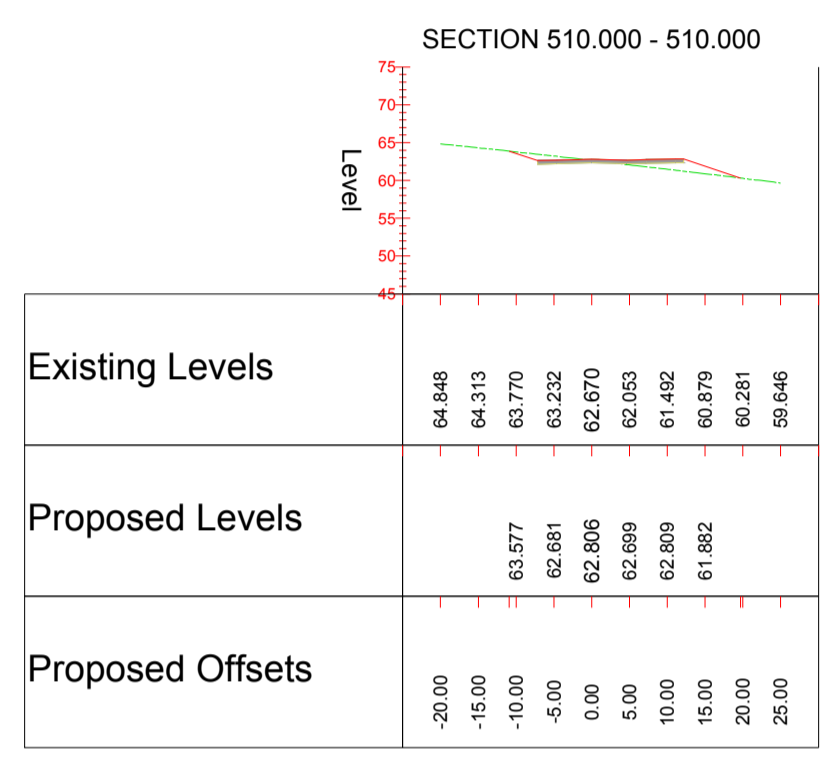 SECTION 510.000 - 510.000
75
70
65
60
55
50
45
Level
Existing Levels
64.848 64.313 63.770 63.232 62.670 62.053 61.492 60.879 60.281 59.646
Proposed Levels
63.577 62.681 62.806 62.699 62.809 61.882
Proposed Offsets
-20.00 -15.00 -10.00 -5.00 0.00 5.00 10.00 15.00 20.00 25.00